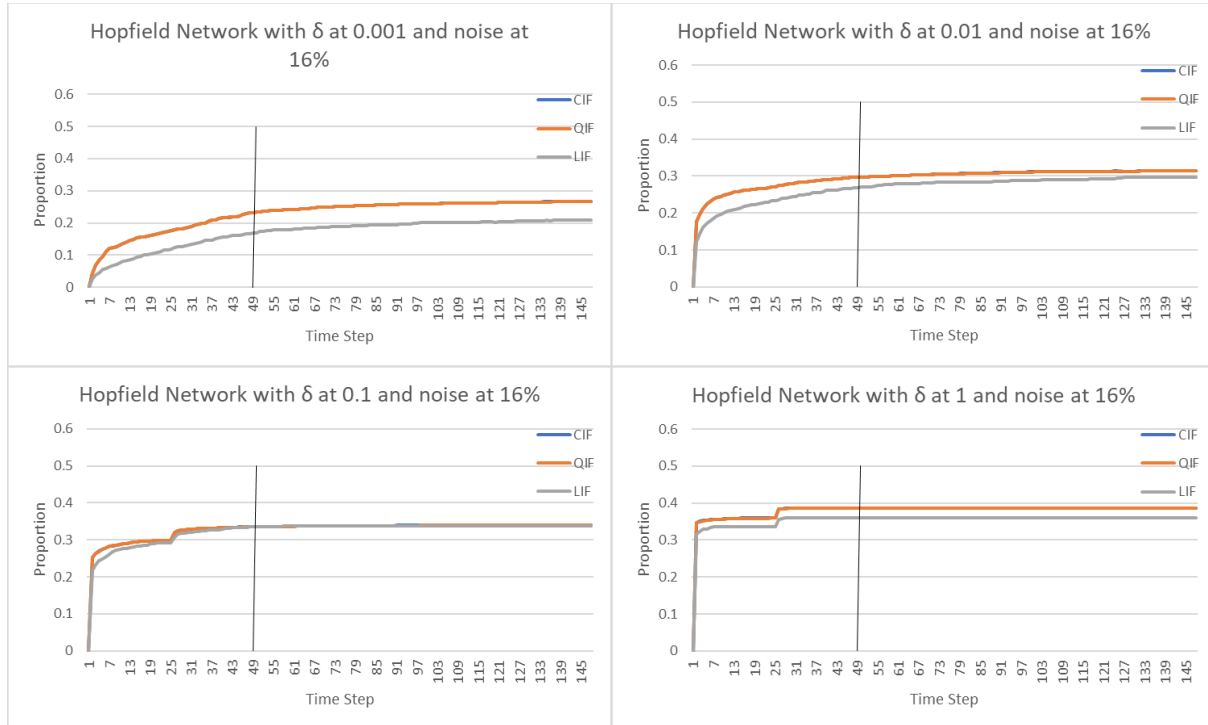 Hopfield Network with δ at 0.001 and noise at
16%
0.6
0.5
0.4
0.3
0.2
0.1
0
Proportion
CIF
QIF
LIF
1 7 13 19 25 31 37 43 49 55 61 67 73 79 85 91 97 103 109 115 121 127 133 139 145
Time Step
Hopfield Network with δ at 0.01 and noise at 16%
0.6
0.5
0.4
0.3
0.2
0.1
0
Proportion
CIF
QIF
LIF
1 7 13 19 25 31 37 43 49 55 61 67 73 79 85 91 97 103 109 115 121 127 133 139 145
Time Step
Hopfield Network with δ at 0.1 and noise at 16%
0.6
0.5
0.4
0.3
0.2
0.1
0
Proportion
CIF
QIF
LIF
1 7 13 19 25 31 37 43 49 55 61 67 73 79 85 91 97 103 109 115 121 127 133 139 145
Time Step
Hopfield Network with δ at 1 and noise at 16%
0.6
0.5
0.4
0.3
0.2
0.1
0
Proportion
CIF
QIF
LIF
1 7 13 19 25 31 37 43 49 55 61 67 73 79 85 91 97 103 109 115 121 127 133 139 145
Time Step